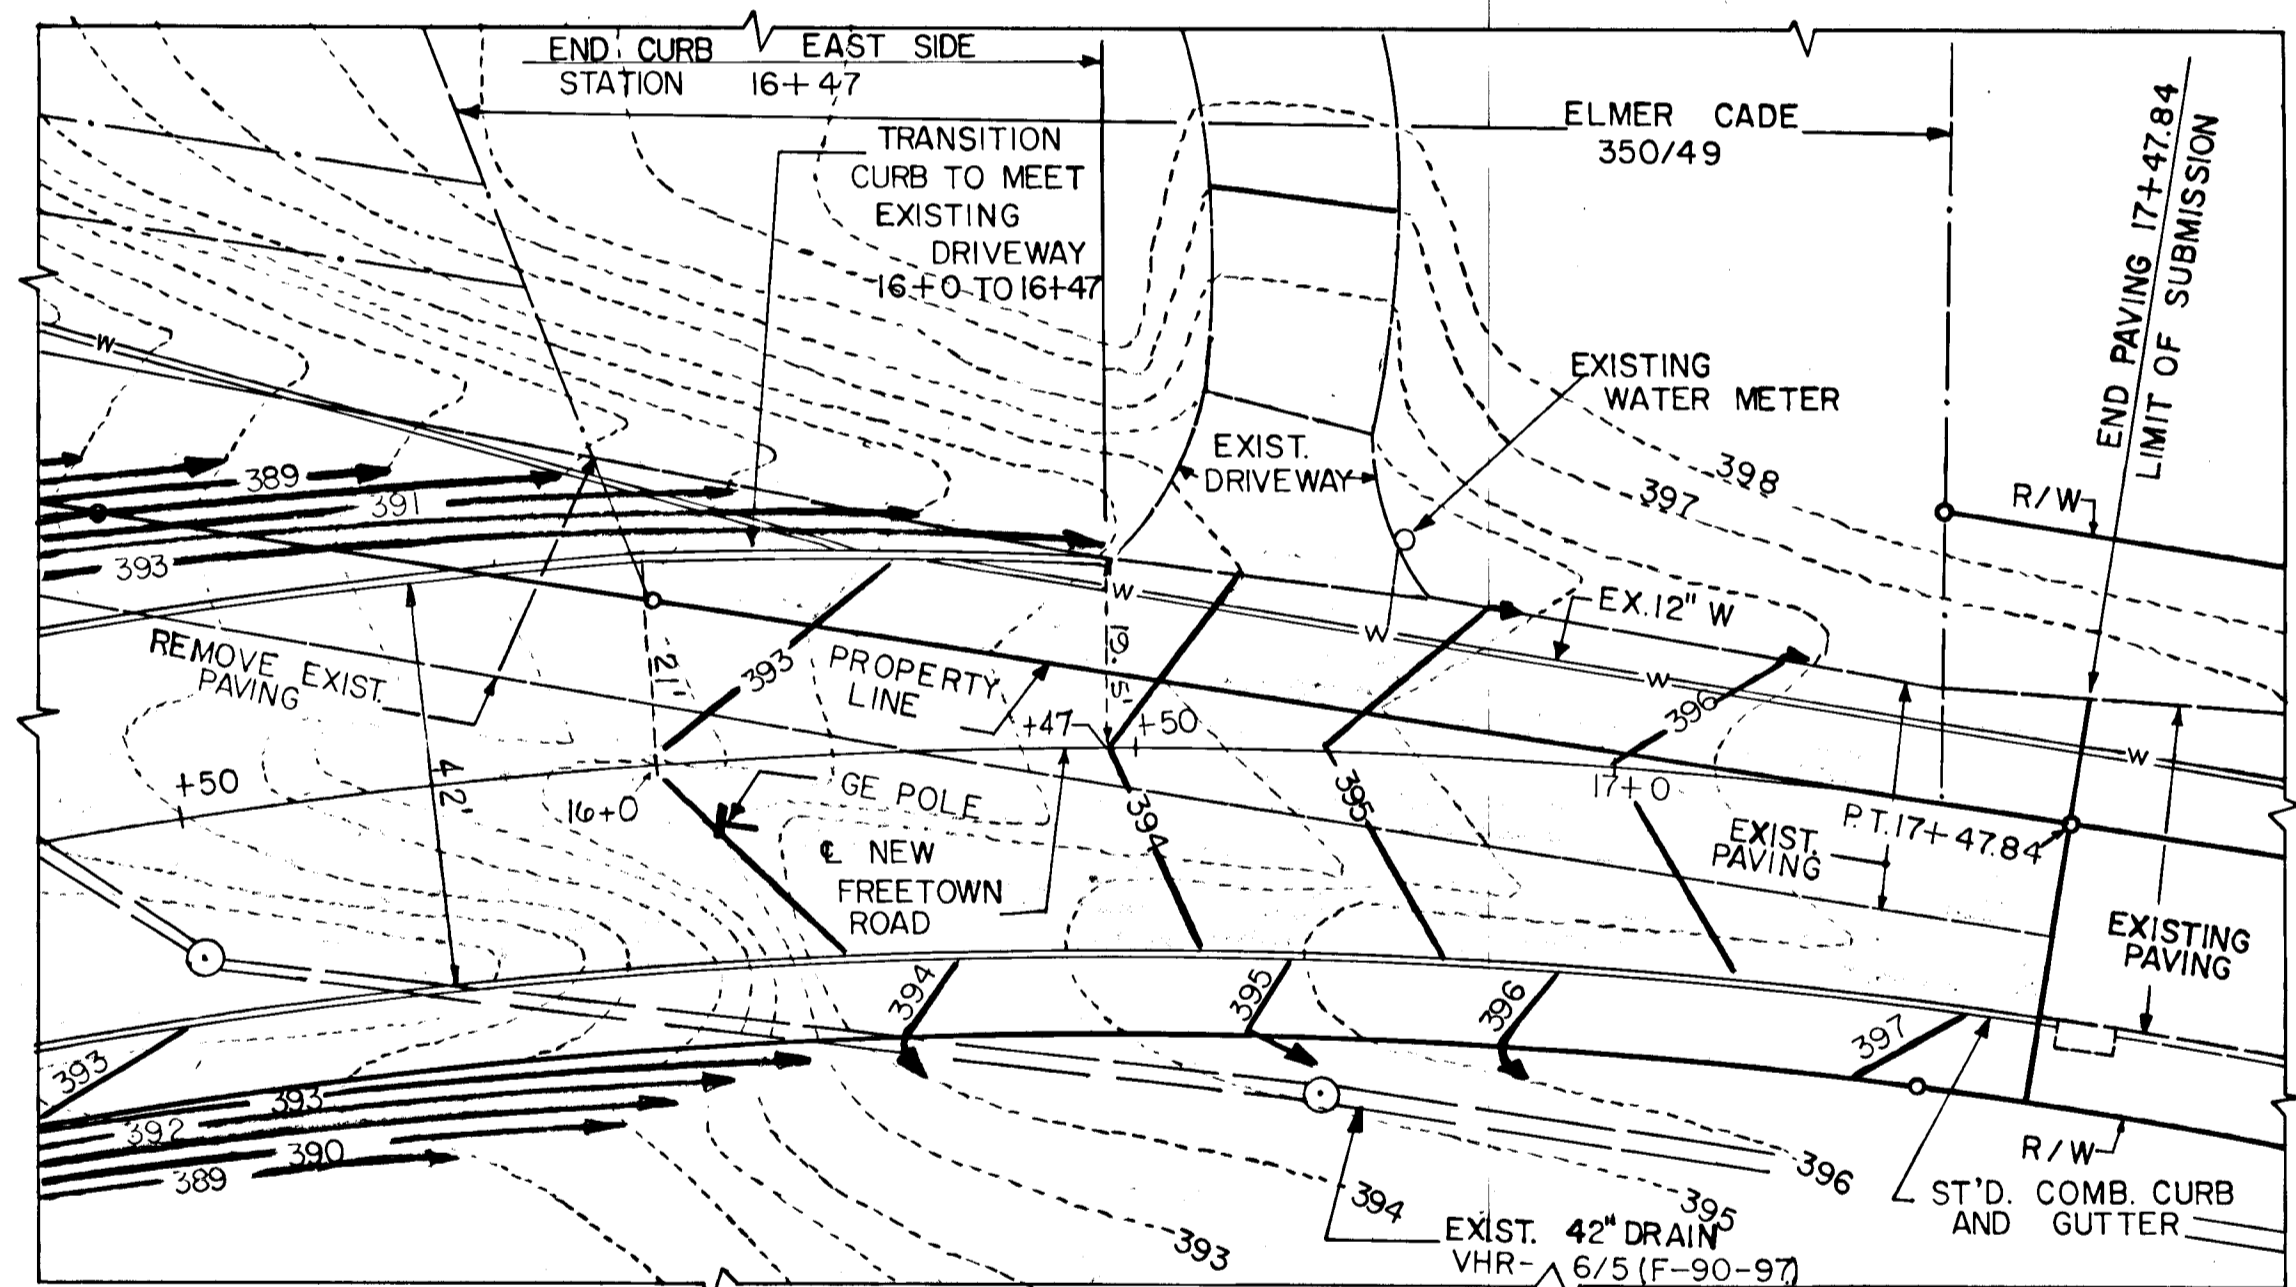 END CURB EAST SIDE
STATION 16+47
ELMER CADE
350/49
TRANSITION
CURB TO MEET
EXISTING
DRIVEWAY
16+0 TO 16+47
END PAVING 17+47.84
LIMIT OF SUBMISSION
W
EXISTING
WATER METER
EXIST.
DRIVEWAY
398
397
R/W
389
391
393
W
EX. 12" W
W
W
W
REMOVE EXIST.
PAVING
21'
393
PROPERTY
LINE
19.5'
+47
+50
396
+50
42'
16+0
GE POLE
394
395
17+0
P.T. 17+47.84
EXIST.
PAVING
℄ NEW
FREETOWN
ROAD
EXISTING
PAVING
394
395
396
397
393
393
392
390
389
R/W
396
394
395
393
ST'D. COMB. CURB
AND GUTTER
EXIST. 42" DRAIN
VHR- 6/5 (F-90-97)